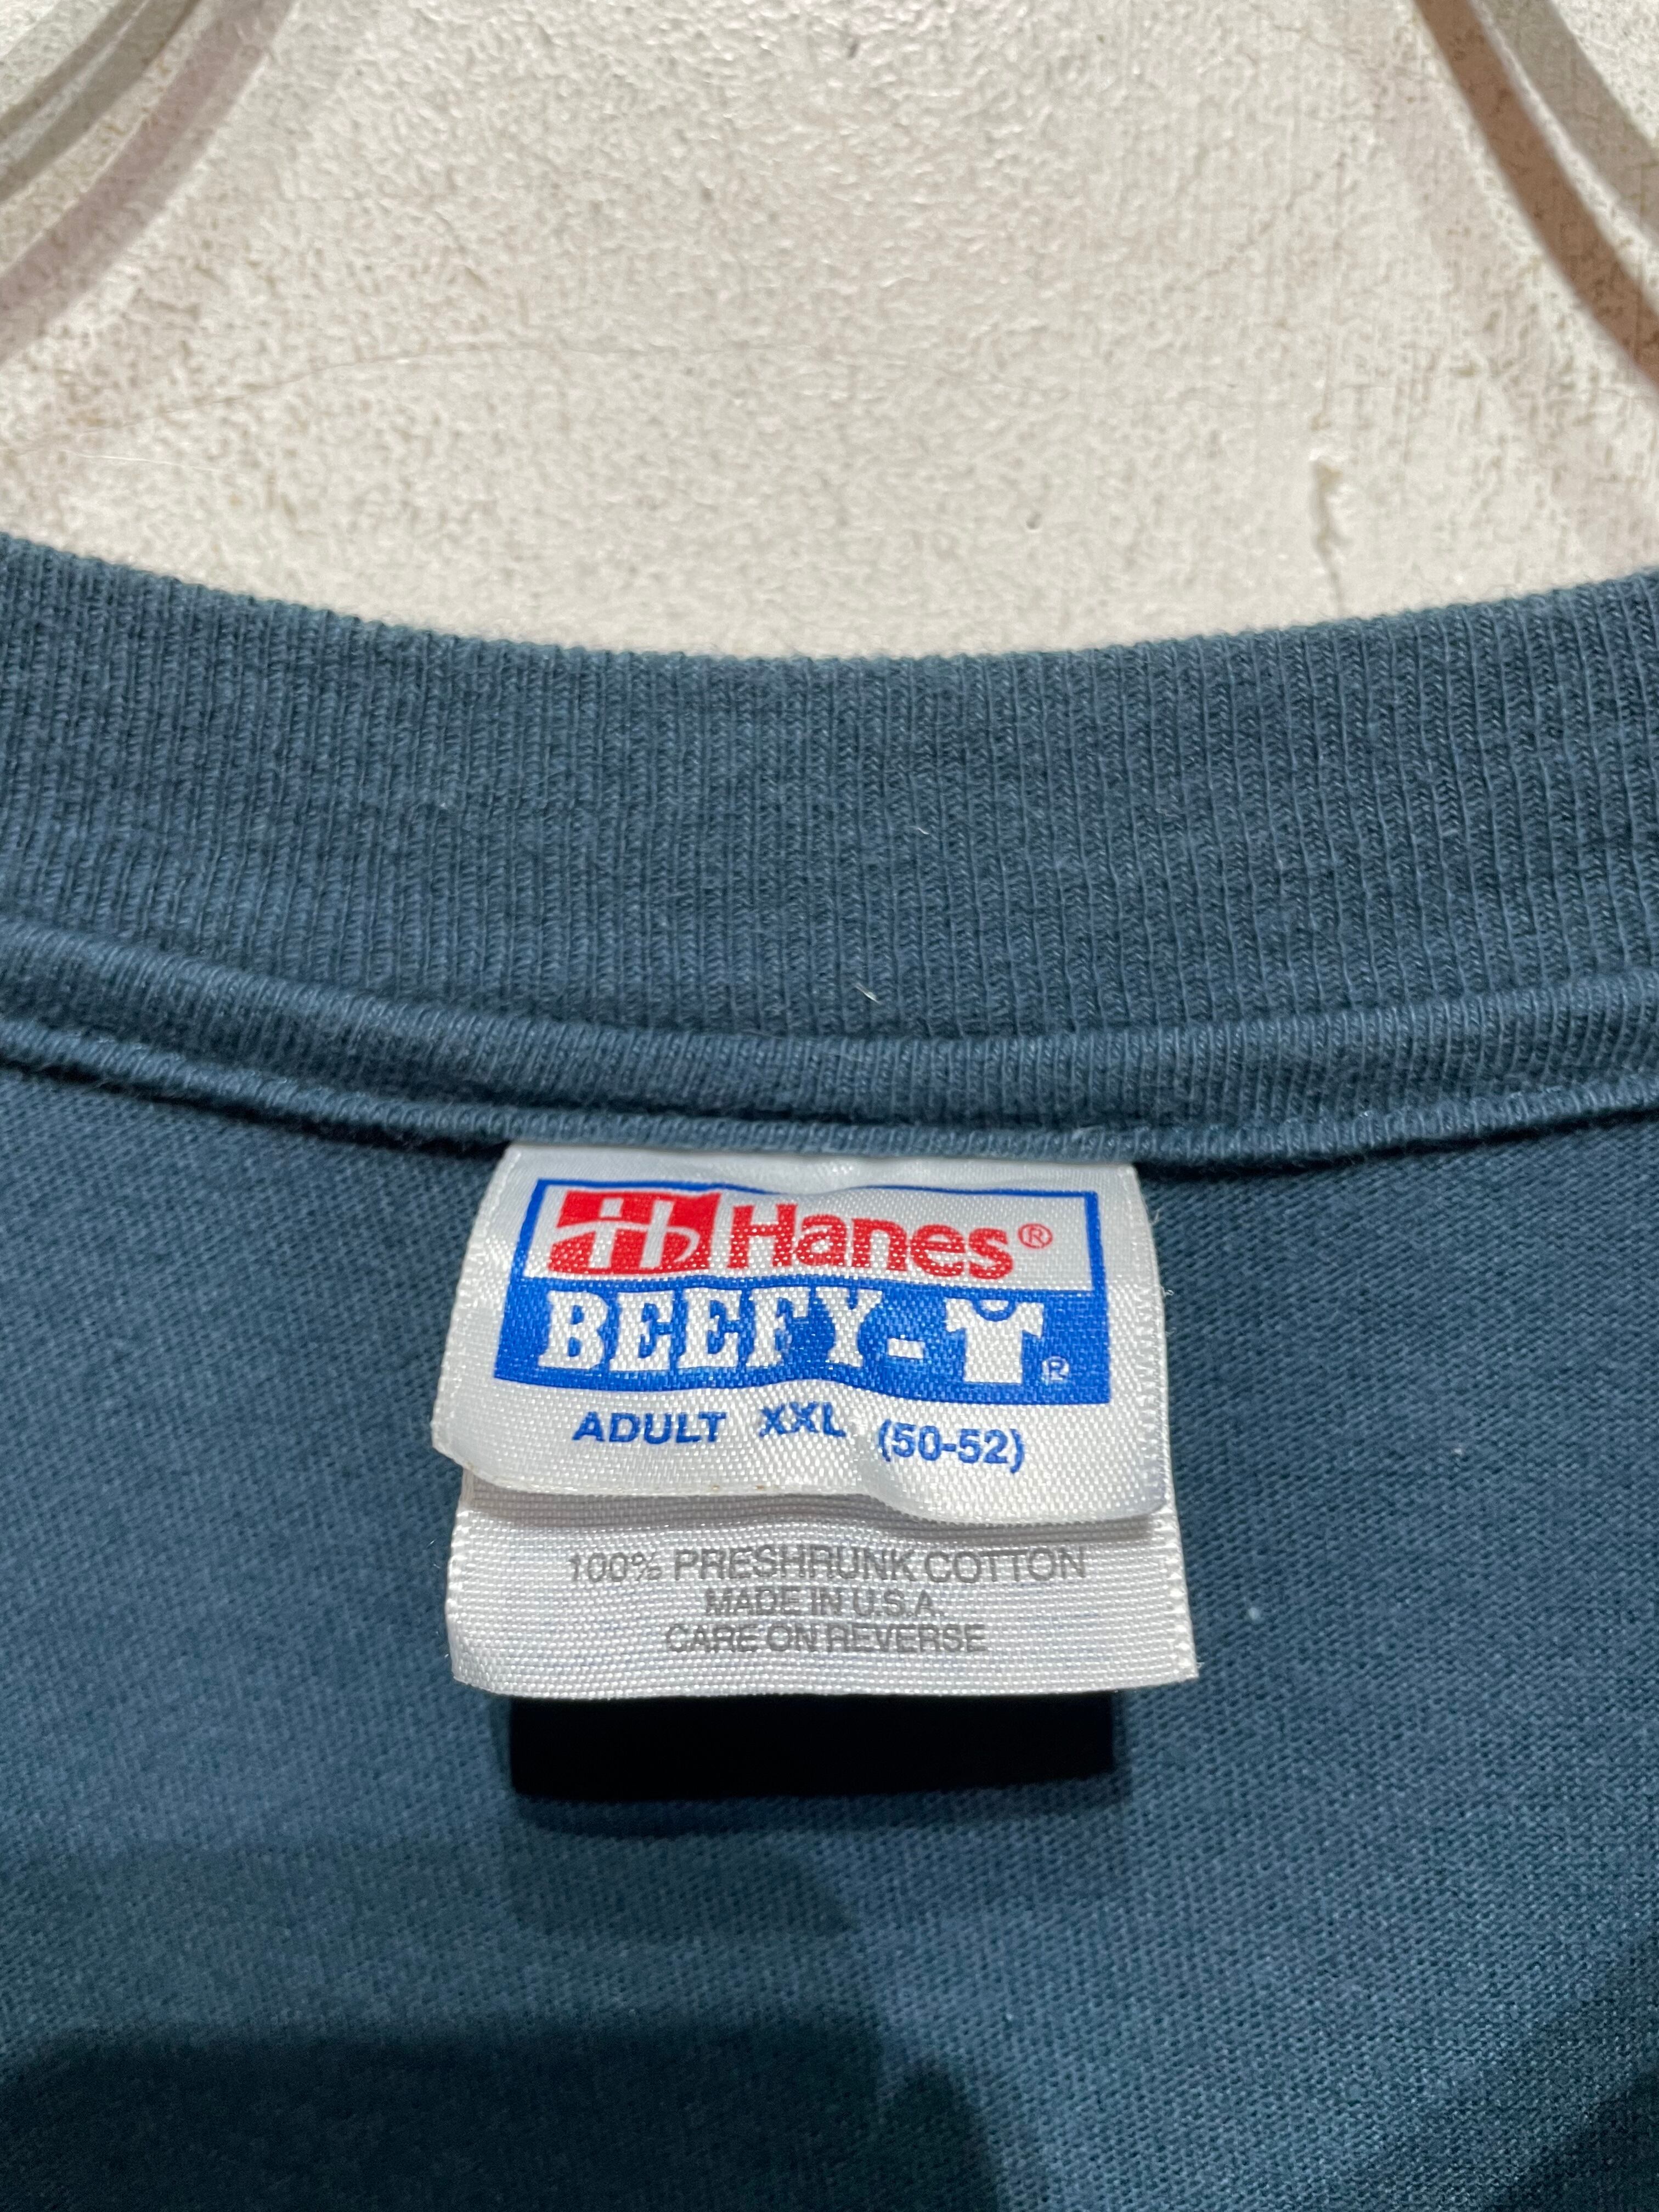 Hanes®
BEEFY-T®
ADULT XXL (50-52)
100% PRESHRUNK COTTON
MADE IN U.S.A.
CARE ON REVERSE